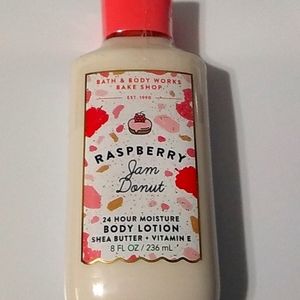 BATH & BODY WORKS
BAKE SHOP
EST. 1990
RASPBERRY
Jam
Donut
24 HOUR MOISTURE
BODY LOTION
SHEA BUTTER + VITAMIN E
8 FL OZ / 236 mL